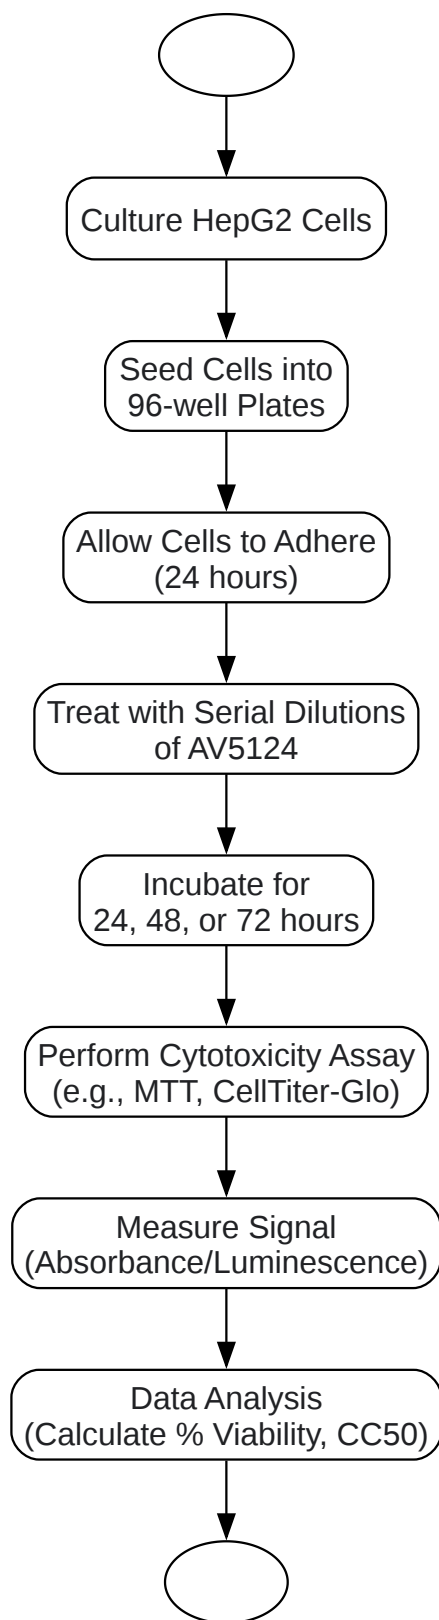 Culture HepG2 Cells
Seed Cells into
96-well Plates
Allow Cells to Adhere
(24 hours)
Treat with Serial Dilutions
of AV5124
Incubate for
24, 48, or 72 hours
Perform Cytotoxicity Assay
(e.g., MTT, CellTiter-Glo)
Measure Signal
(Absorbance/Luminescence)
Data Analysis
(Calculate % Viability, CC50)